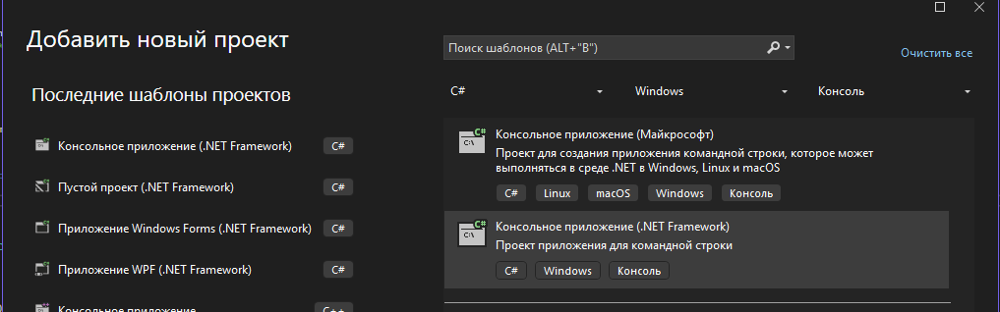 Добавить новый проект
Поиск шаблонов (ALT+"В")
Очистить все
Последние шаблоны проектов
C#
Windows
Консоль
Консольное приложение (.NET Framework)
C#
Пустой проект (.NET Framework)
C#
Приложение Windows Forms (.NET Framework)
C#
Приложение WPF (.NET Framework)
C#
Консольное приложение
C++
C#
C:\
Консольное приложение (Майкрософт)
Проект для создания приложения командной строки, которое может
выполняться в среде .NET в Windows, Linux и macOS
C#
Linux
macOS
Windows
Консоль
C#
C:\
Консольное приложение (.NET Framework)
Проект приложения для командной строки
C#
Windows
Консоль